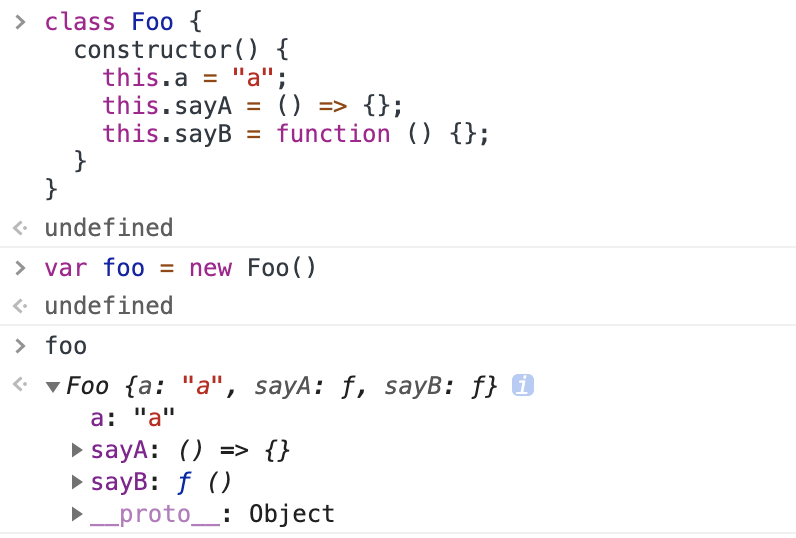 class Foo {
constructor() {
this.a = "a";
this.sayA = () => {};
this.sayB = function () {};
}
}
undefined
var foo = new Foo()
undefined
foo
Foo {a: "a", sayA: ƒ, sayB: ƒ} i
a: "a"
sayA: () => {}
sayB: ƒ ()
__proto__: Object